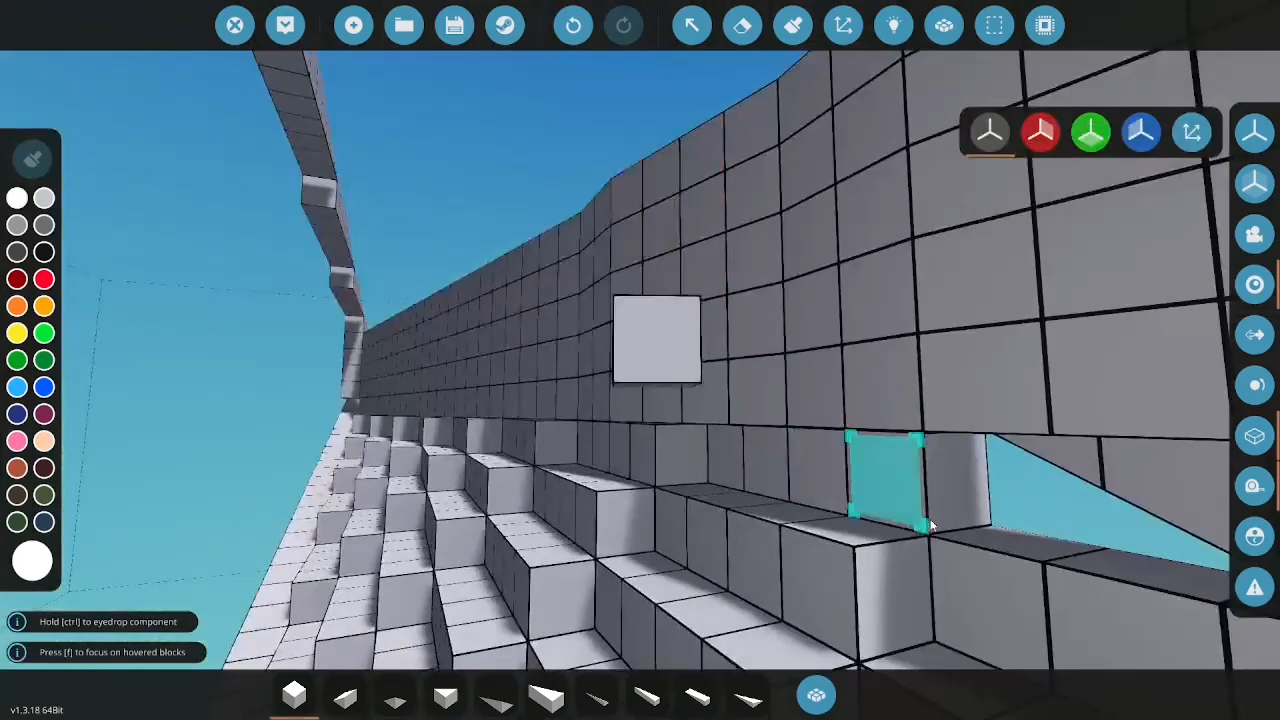 Hold [ctrl] to eyedrop component
Press [f] to focus on hovered blocks
v1.3.18 64Bit